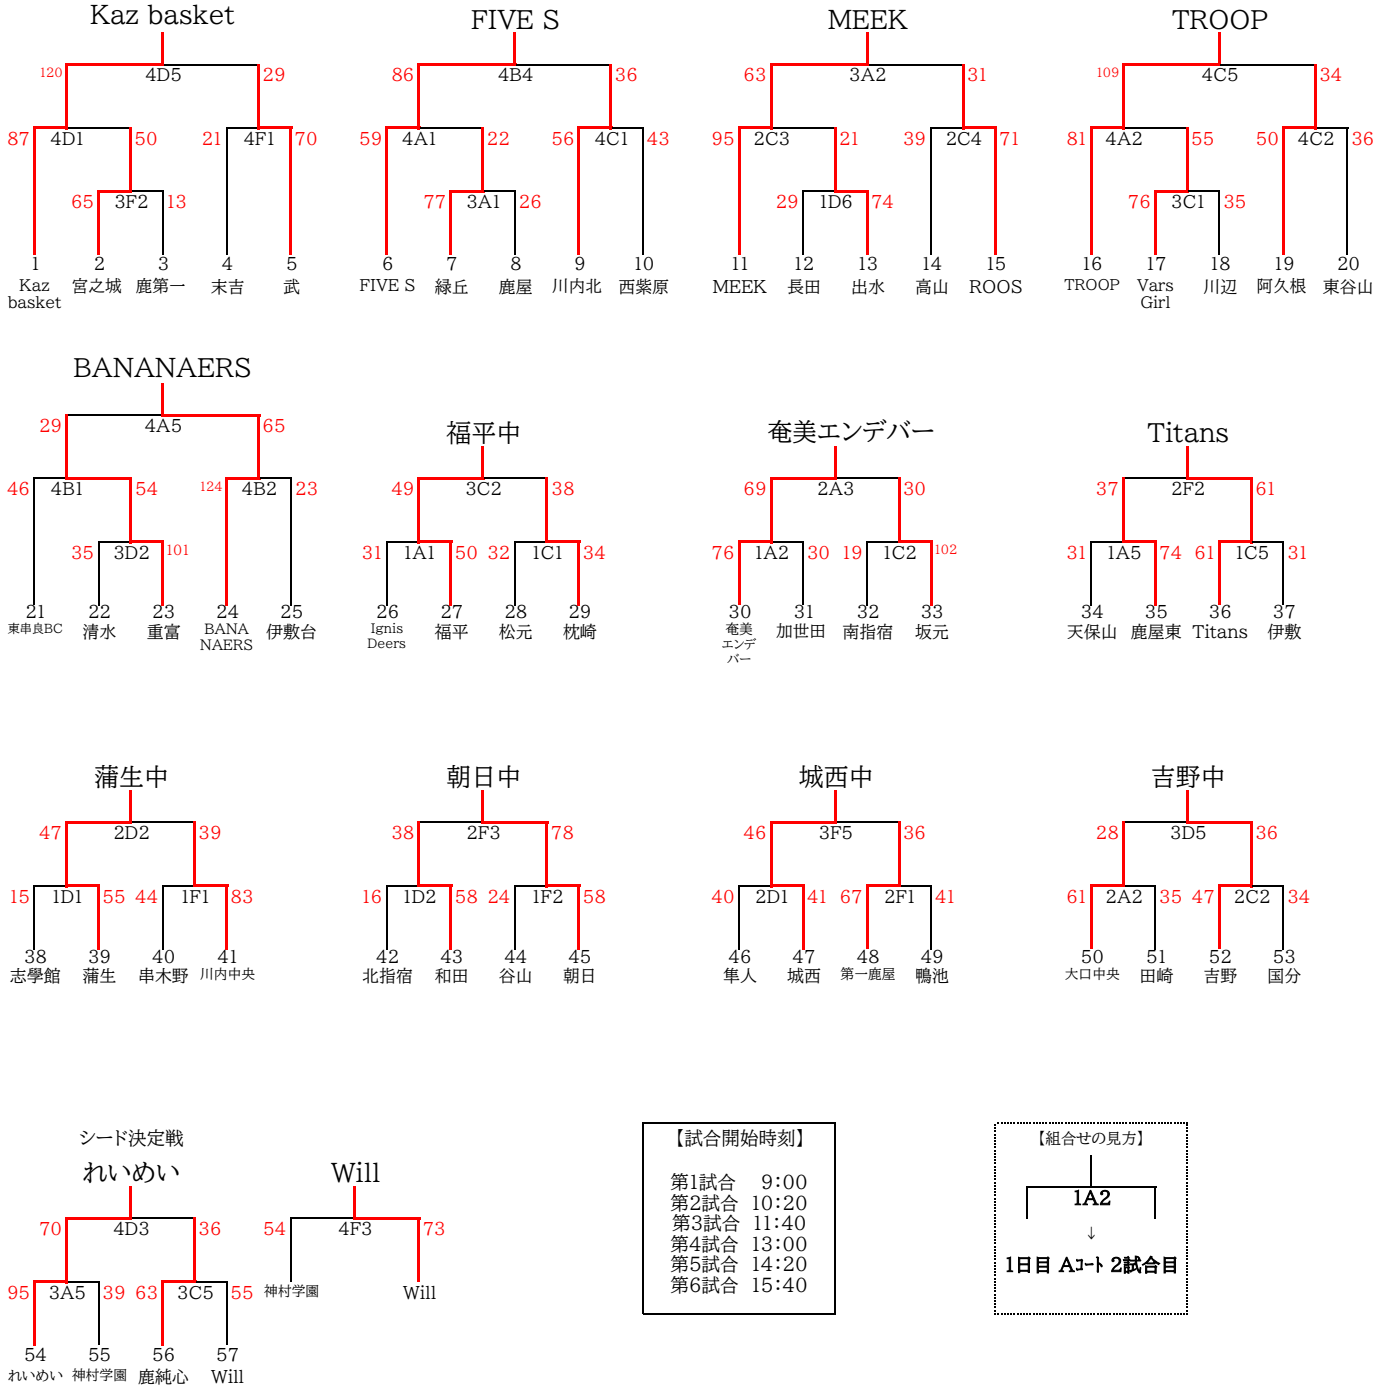 Kaz basket FIVE S MEEK TROOP
120 4D5 29 86 4B4 36 63 3A2 31 109 4C5 34
87 4D1 50 21 4F1 70 59 4A1 22 56 4C1 43 95 2C3 21 39 2C4 71 81 4A2 55 50 4C2 36
65 3F2 13 77 3A1 26 29 1D6 74 76 3C1 35
1 2 3 4 5 6 7 8 9 10 11 12 13 14 15 16 17 18 19 20
Kaz basket 宮之城 鹿第一 末吉 武 FIVE S 緑丘 鹿屋 川内北 西紫原 MEEK 長田 出水 高山 ROOS TROOP Vars Girl 川辺 阿久根 東谷山
BANANAERS
29 4A5 65
福平中 奄美エンデバー Titans
46 4B1 54 124 4B2 23 49 3C2 38 69 2A3 30 37 2F2 61
35 3D2 101 31 1A1 50 32 1C1 34 76 1A2 30 19 1C2 102 31 1A5 74 61 1C5 31
21 22 23 24 25 26 27 28 29 30 31 32 33 34 35 36 37
東串良BC 清水 重富 BANA NAERS 伊敷台 Ignis Deers 福平 松元 枕崎 奄美 エンデ バー 加世田 南指宿 坂元 天保山 鹿屋東 Titans 伊敷
蒲生中 朝日中 城西中 吉野中
47 2D2 39 38 2F3 78 46 3F5 36 28 3D5 36
15 1D1 55 44 1F1 83 16 1D2 58 24 1F2 58 40 2D1 41 67 2F1 41 61 2A2 35 47 2C2 34
38 39 40 41 42 43 44 45 46 47 48 49 50 51 52 53
志學館 蒲生 串木野 川内中央 北指宿 和田 谷山 朝日 隼人 城西 第一鹿屋 鴨池 大口中央 田崎 吉野 国分
シード決定戦
れいめい Will
70 4D3 36 54 4F3 73
95 3A5 39 63 3C5 55 神村学園 Will
54 55 56 57
れいめい 神村学園 鹿純心 Will
【試合開始時刻】
第1試合 9:00
第2試合 10:20
第3試合 11:40
第4試合 13:00
第5試合 14:20
第6試合 15:40
【組合せの見方】
1A2
↓
1日目 Aコート 2試合目